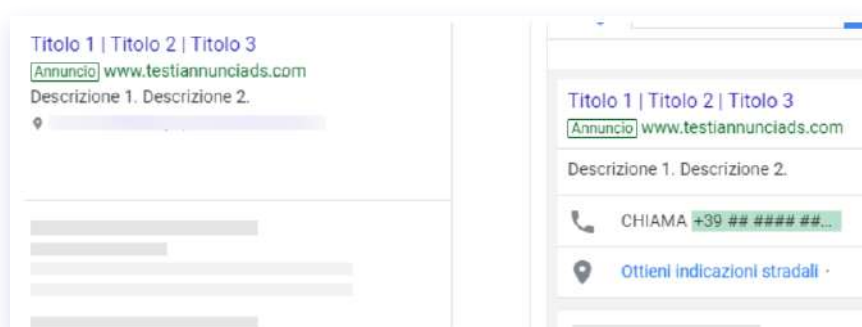 Titolo 1 | Titolo 2 | Titolo 3
Annuncio www.testiannunciads.com
Descrizione 1. Descrizione 2.
Titolo 1 | Titolo 2 | Titolo 3
Annuncio www.testiannunciads.com
Descrizione 1. Descrizione 2.
CHIAMA +39 ## #### ##...
Ottieni indicazioni stradali ·